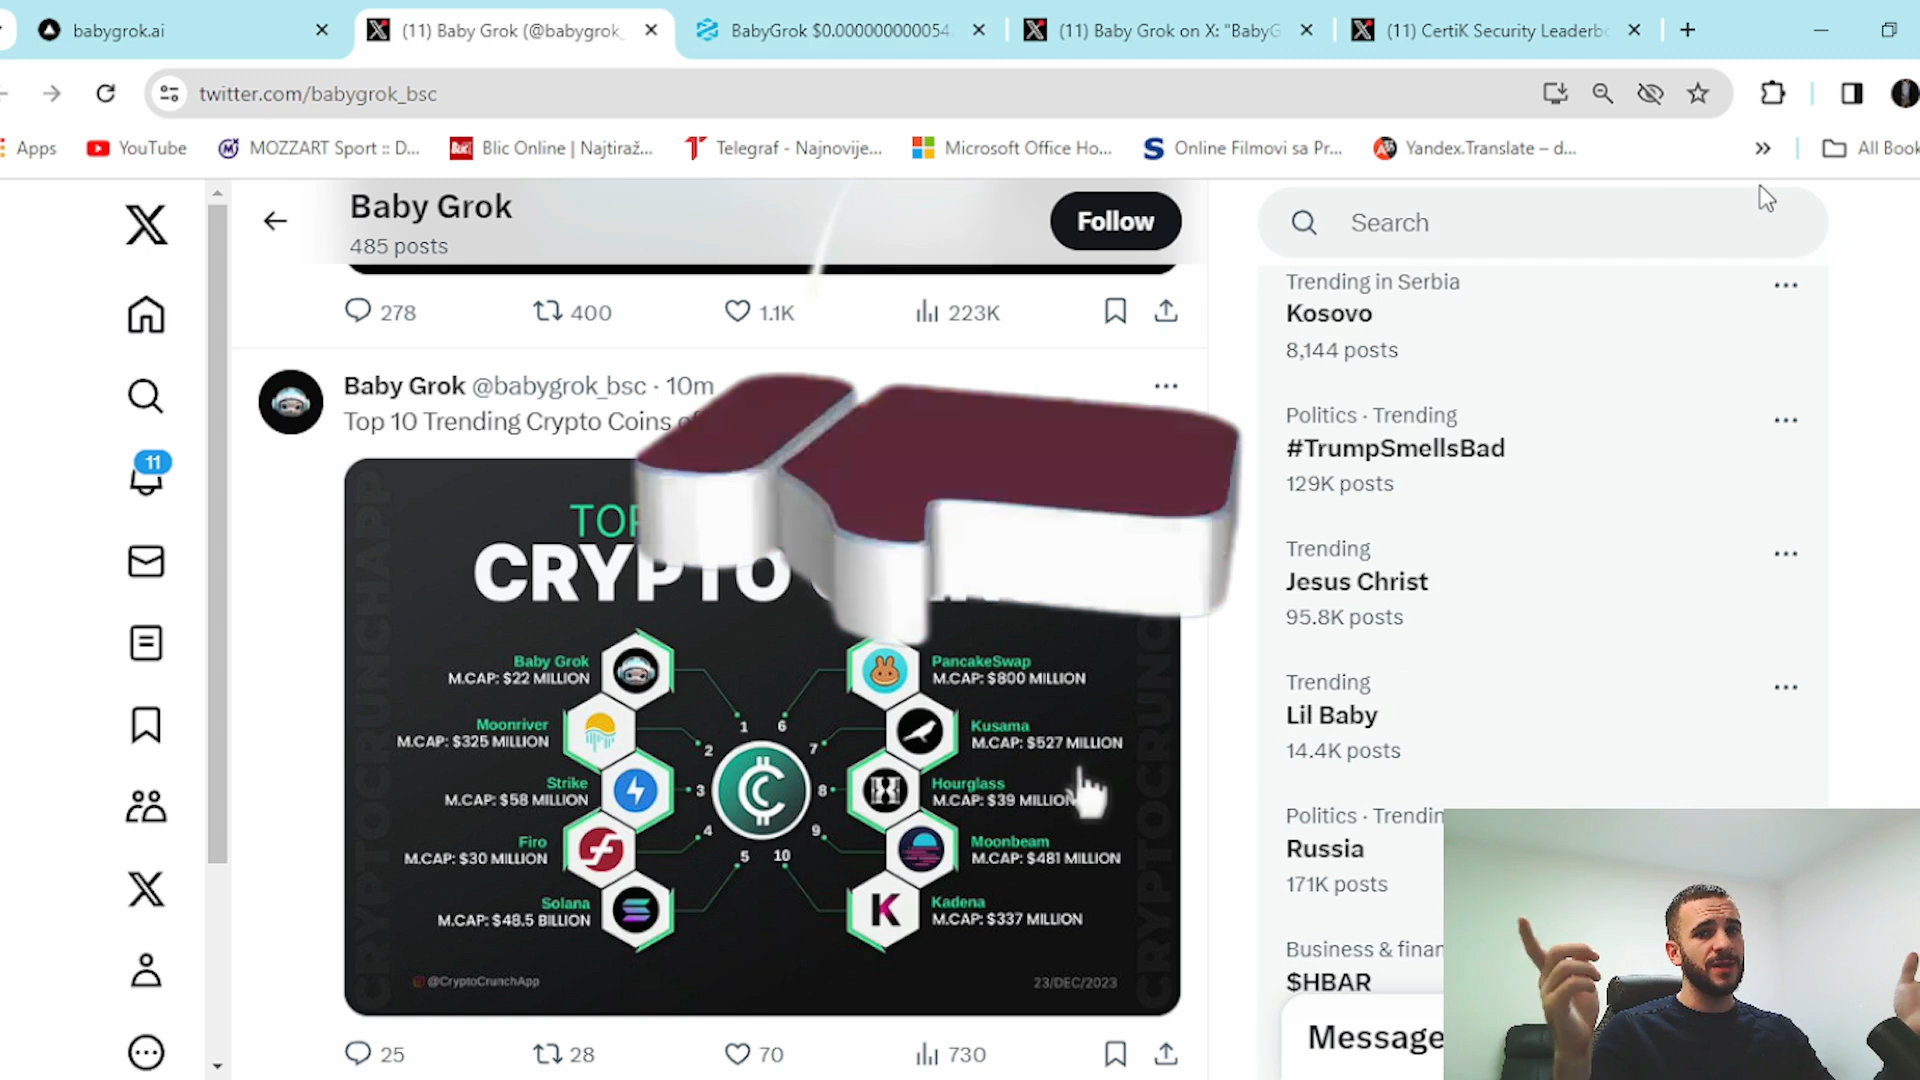 babygrok.ai
(11) Baby Grok (@babygrok_
BabyGrok $0.000000000054
(11) Baby Grok on X: "BabyG
(11) CertiK Security Leaderbo
twitter.com/babygrok_bsc
Apps
YouTube
MOZZART Sport :: D...
Blic Online | Najtiraž...
Telegraf - Najnovije...
Microsoft Office Ho...
Online Filmovi sa Pr...
Yandex.Translate – d...
All Book
Baby Grok
485 posts
Follow
278
400
1.1K
223K
Baby Grok @babygrok_bsc · 10m
Top 10 Trending Crypto Coins
TOP
CRYPTO
CRYPTOCRUNCHAPP
Baby Grok
M.CAP: $22 MILLION
Moonriver
M.CAP: $325 MILLION
Strike
M.CAP: $58 MILLION
Firo
M.CAP: $30 MILLION
Solana
M.CAP: $48.5 BILLION
1
2
3
4
5
6
7
8
9
10
PancakeSwap
M.CAP: $800 MILLION
Kusama
M.CAP: $527 MILLION
Hourglass
M.CAP: $39 MILLION
Moonbeam
M.CAP: $481 MILLION
Kadena
M.CAP: $337 MILLION
@CryptoCrunchApp
23/DEC/2023
25
28
70
730
11
Search
Trending in Serbia
Kosovo
8,144 posts
Politics · Trending
#TrumpSmellsBad
129K posts
Trending
Jesus Christ
95.8K posts
Trending
Lil Baby
14.4K posts
Politics · Trendin
Russia
171K posts
Business & finan
$HBAR
Message